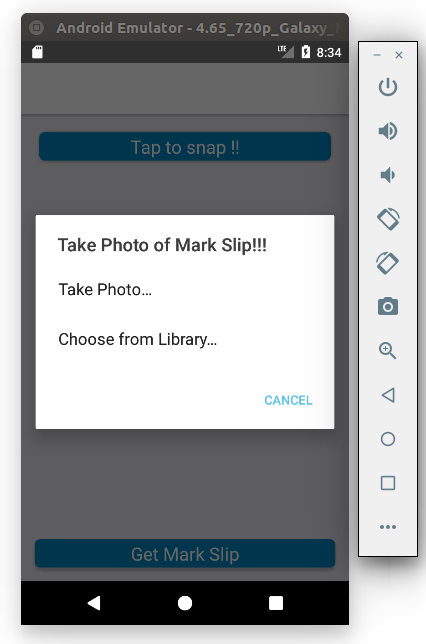 Android Emulator - 4.65_720p_Galaxy_
LTE 8:34
Tap to snap !!
Take Photo of Mark Slip!!!
Take Photo...
Choose from Library...
CANCEL
Get Mark Slip